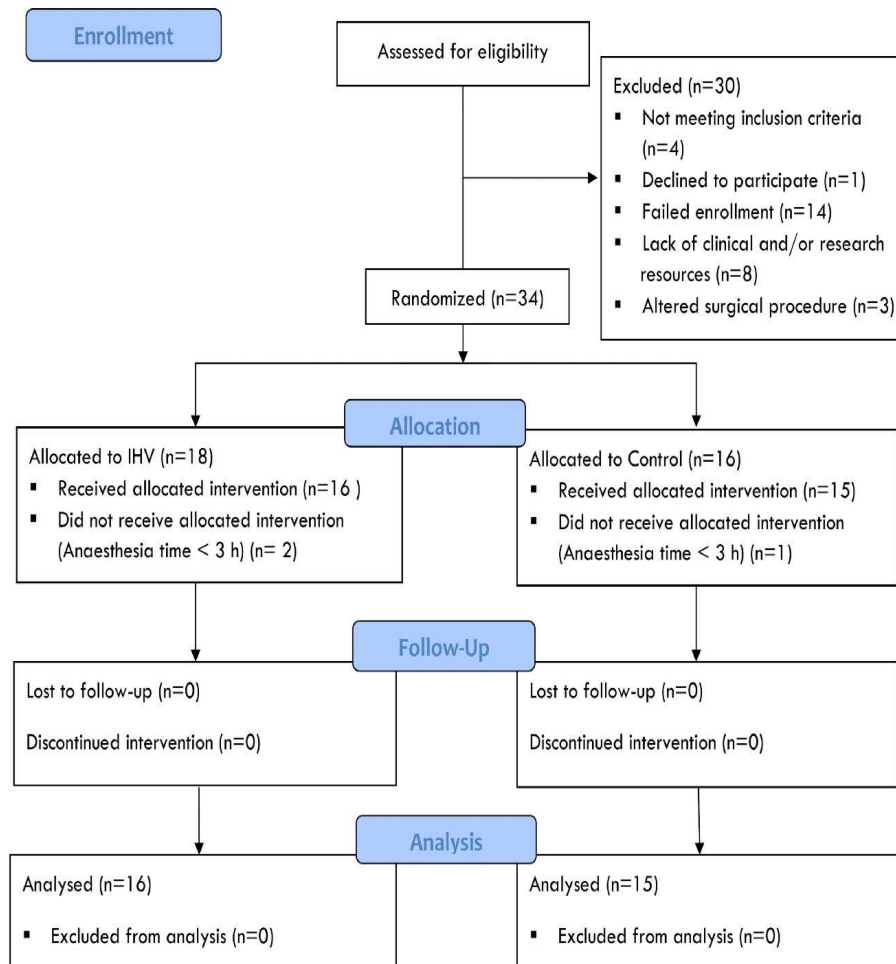 Enrollment
Assessed for eligibility
Excluded (n=30)
▪ Not meeting inclusion criteria
(n=4)
▪ Declined to participate (n=1)
▪ Failed enrollment (n=14)
▪ Lack of clinical and/or research
resources (n=8)
▪ Altered surgical procedure (n=3)
Randomized (n=34)
Allocation
Allocated to IHV (n=18)
▪ Received allocated intervention (n=16 )
▪ Did not receive allocated intervention
(Anaesthesia time < 3 h) (n= 2)
Allocated to Control (n=16)
▪ Received allocated intervention (n=15)
▪ Did not receive allocated intervention
(Anaesthesia time < 3 h) (n=1)
Follow-Up
Lost to follow-up (n=0)
Discontinued intervention (n=0)
Lost to follow-up (n=0)
Discontinued intervention (n=0)
Analysis
Analysed (n=16)
▪ Excluded from analysis (n=0)
Analysed (n=15)
▪ Excluded from analysis (n=0)